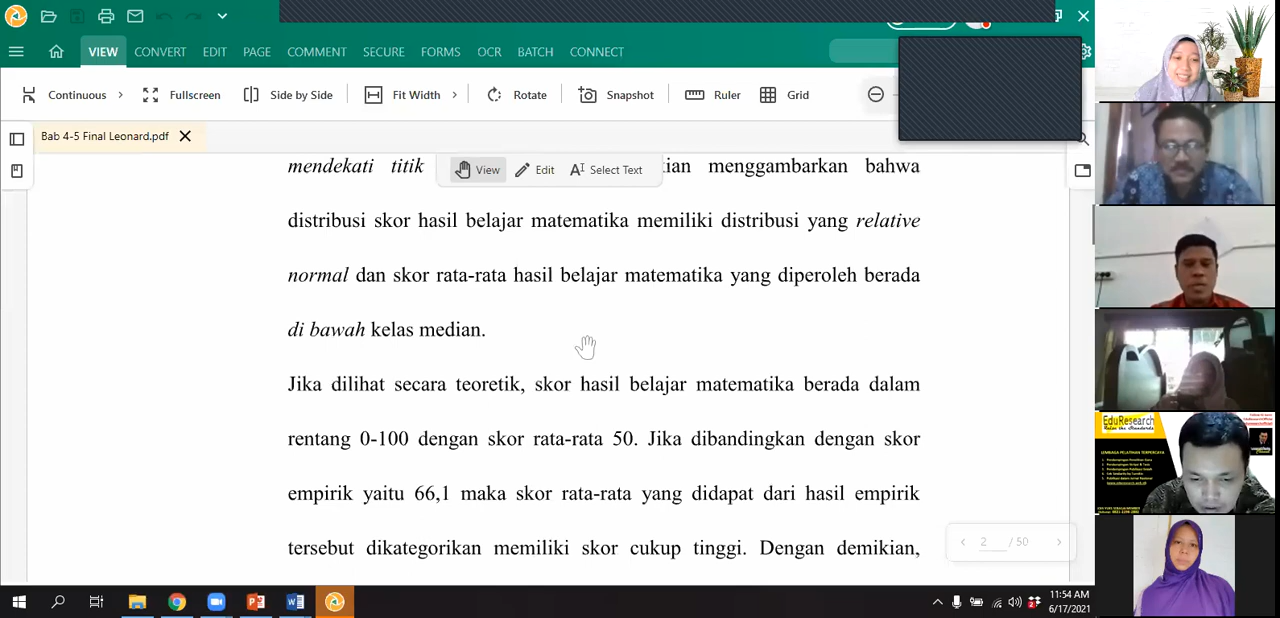 VIEW CONVERT EDIT PAGE COMMENT SECURE FORMS OCR BATCH CONNECT
Continuous Fullscreen Side by Side Fit Width Rotate Snapshot Ruler Grid
Bab 4-5 Final Leonard.pdf
View Edit Select Text
mendekati titik kian menggambarkan bahwa
distribusi skor hasil belajar matematika memiliki distribusi yang relative
normal dan skor rata-rata hasil belajar matematika yang diperoleh berada
di bawah kelas median.
Jika dilihat secara teoretik, skor hasil belajar matematika berada dalam
rentang 0-100 dengan skor rata-rata 50. Jika dibandingkan dengan skor
empirik yaitu 60,1 maka skor rata-rata yang didapat dari hasil empirik
tersebut dikategorikan memiliki skor cukup tinggi. Dengan demikian,
2 / 50
EduResearch
LEMBAGA PELATIHAN TERPERCAYA
11:54 AM
6/17/2021